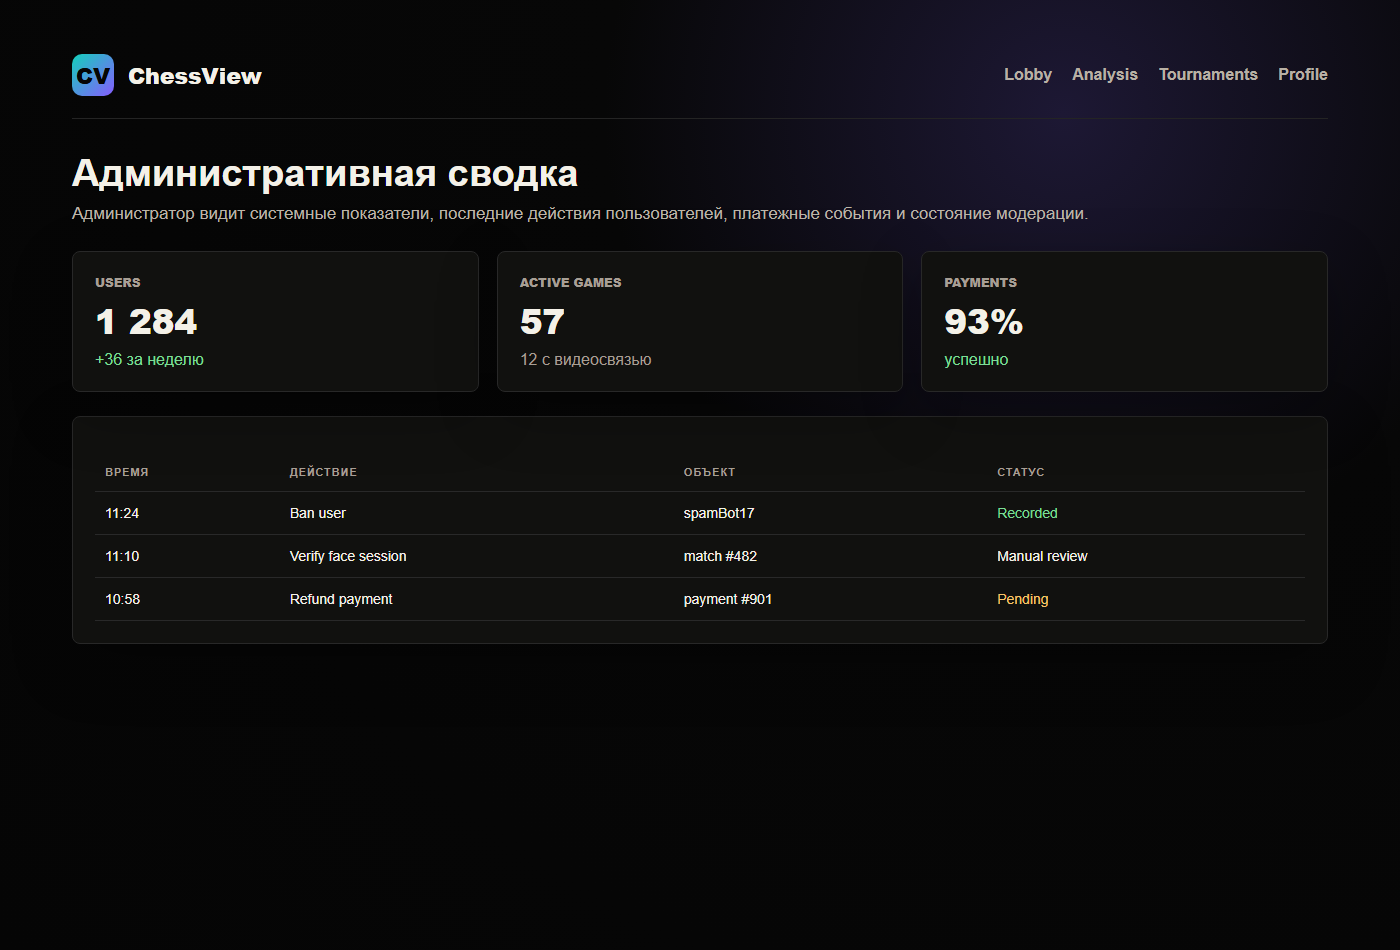 CV ChessView Lobby Analysis Tournaments Profile
Административная сводка
Администратор видит системные показатели, последние действия пользователей, платежные события и состояние модерации.
USERS
1 284
+36 за неделю
ACTIVE GAMES
57
12 с видеосвязью
PAYMENTS
93%
успешно
ВРЕМЯ ДЕЙСТВИЕ ОБЪЕКТ СТАТУС
11:24 Ban user spamBot17 Recorded
11:10 Verify face session match #482 Manual review
10:58 Refund payment payment #901 Pending